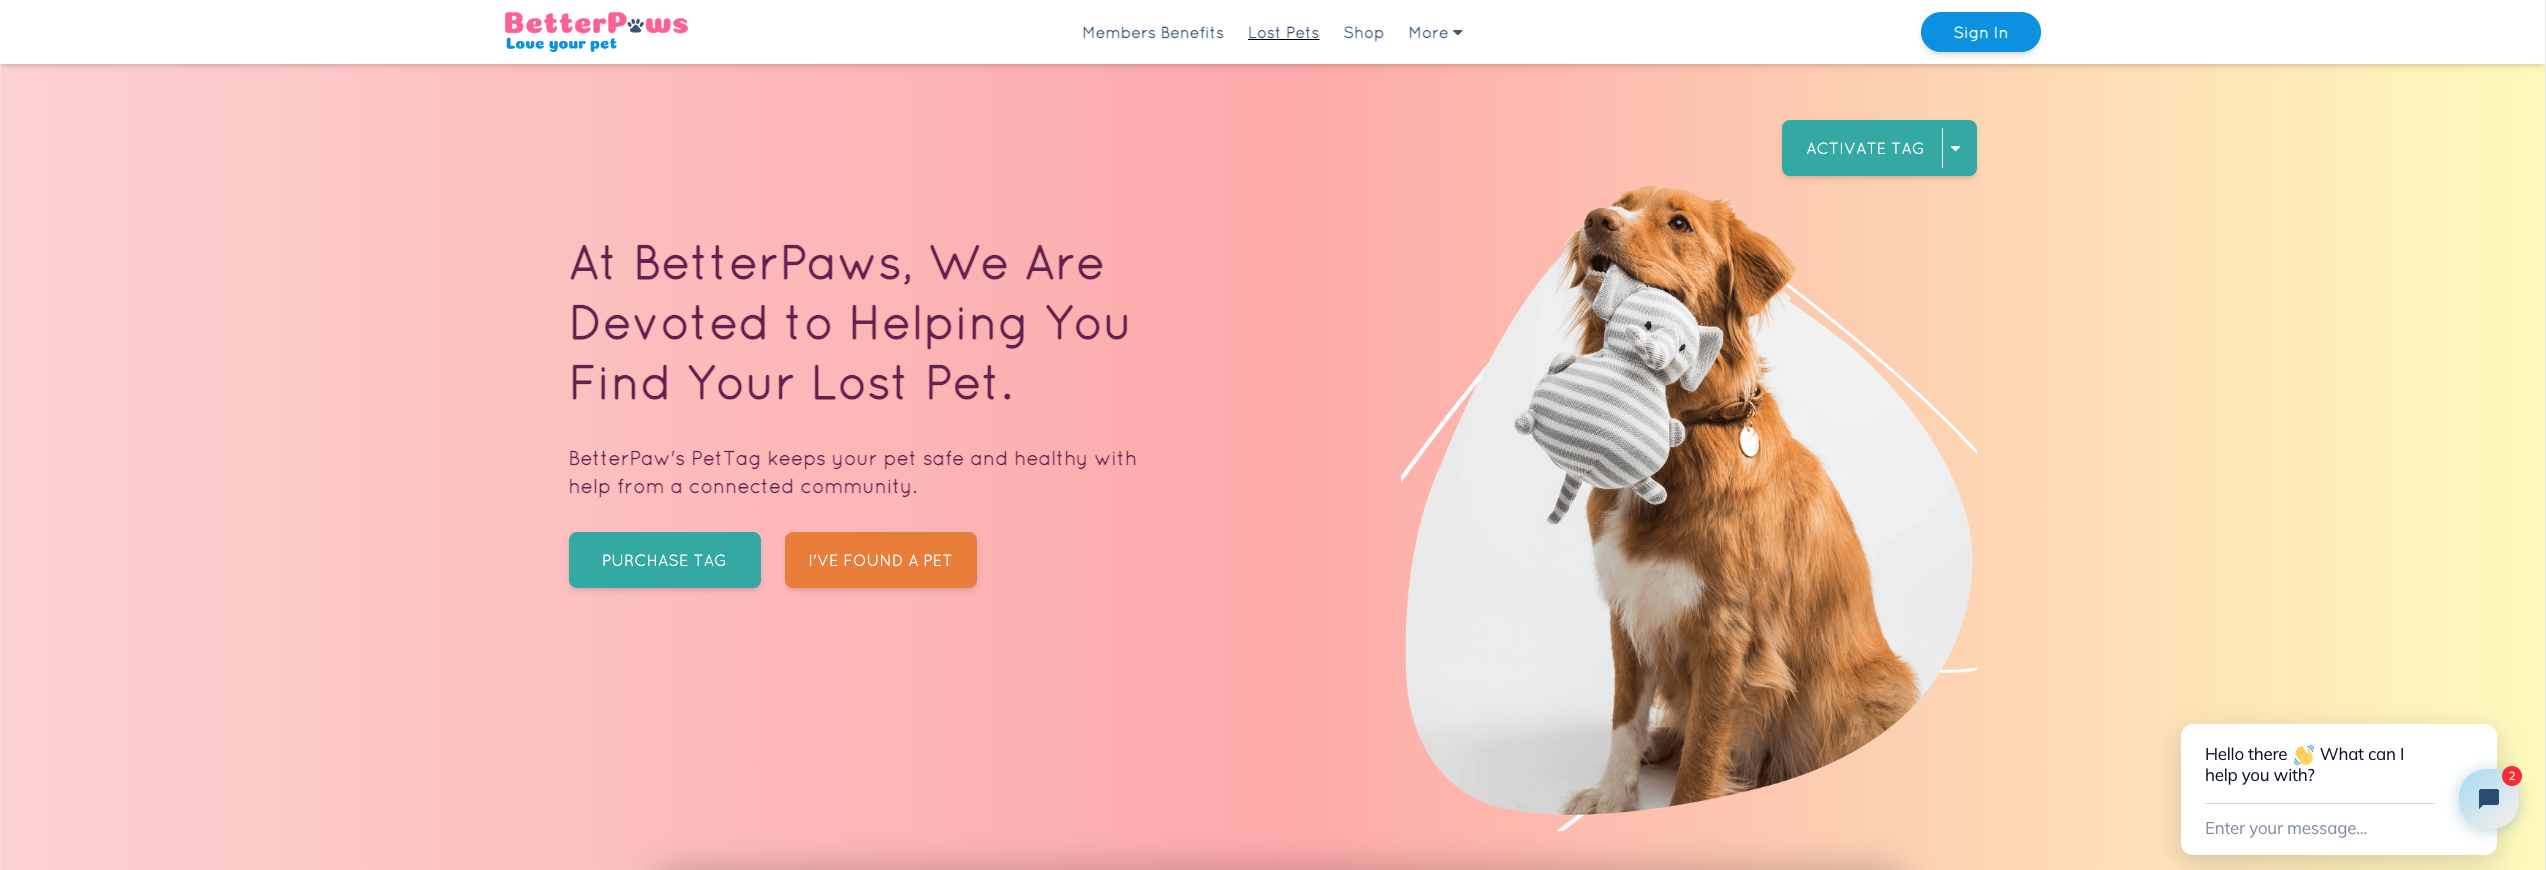 BetterPaws
Love your pet
Members Benefits
Lost Pets
Shop
More
Sign In
ACTIVATE TAG
At BetterPaws, We Are
Devoted to Helping You
Find Your Lost Pet.
BetterPaw's PetTag keeps your pet safe and healthy with
help from a connected community.
PURCHASE TAG
I'VE FOUND A PET
Hello there 👋 What can I
help you with?
2
Enter your message...